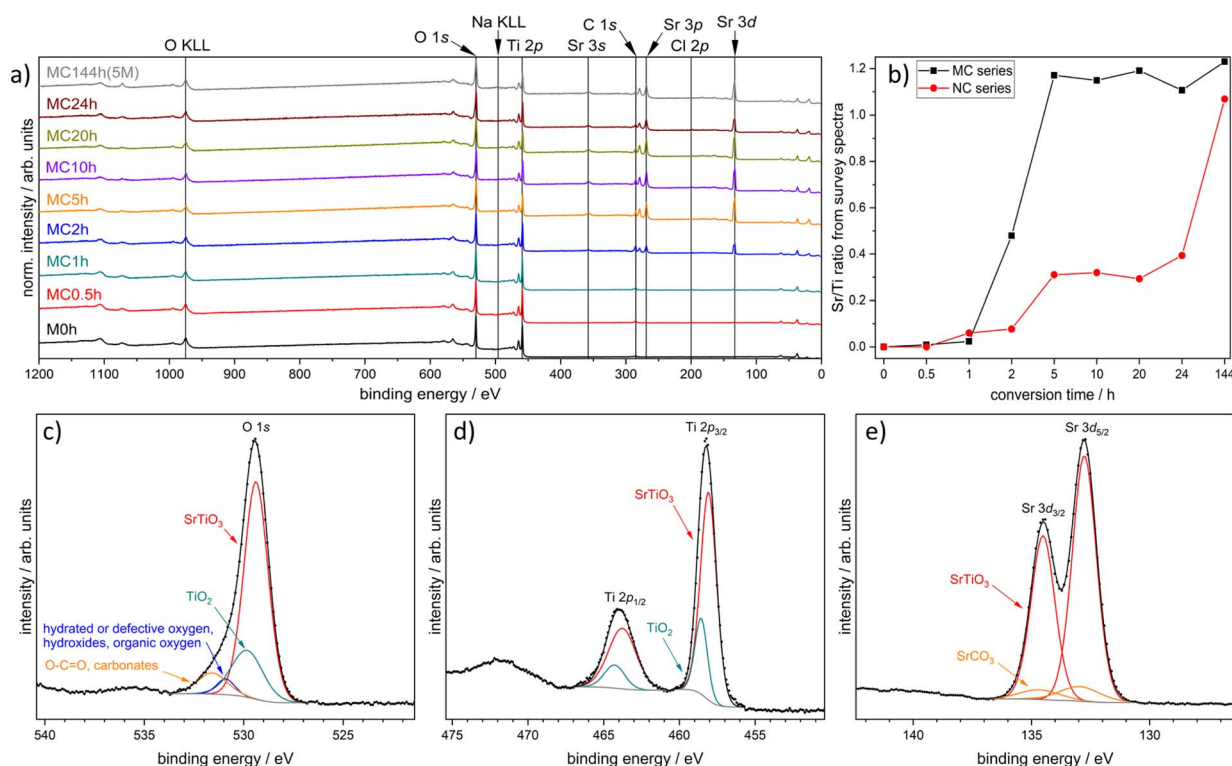 a)
O KLL
O 1s
Na KLL
Ti 2p
Sr 3s
C 1s
Sr 3p
Cl 2p
Sr 3d
norm. intensity / arb. units
MC144h(5M)
MC24h
MC20h
MC10h
MC5h
MC2h
MC1h
MC0.5h
M0h
1200 1100 1000 900 800 700 600 500 400 300 200 100 0
binding energy / eV
b)
MC series
NC series
Sr/Ti ratio from survey spectra
1.2
1.0
0.8
0.6
0.4
0.2
0.0
0 0.5 1 2 5 10 20 24 144
conversion time / h
c)
O 1s
SrTiO₃
TiO₂
hydrated or defective oxygen,
hydroxides, organic oxygen
O-C=O, carbonates
intensity / arb. units
540 535 530 525
binding energy / eV
d)
Ti 2p₃/₂
SrTiO₃
Ti 2p₁/₂
TiO₂
intensity / arb. units
475 470 465 460 455
binding energy / eV
e)
Sr 3d₅/₂
Sr 3d₃/₂
SrTiO₃
SrCO₃
intensity / arb. units
140 135 130
binding energy / eV